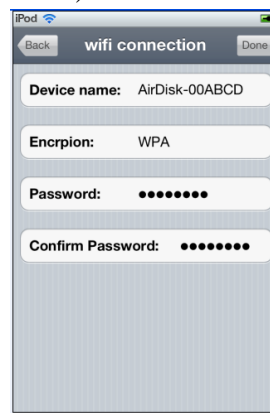 iPod
Back wifi connection Done
Device name: AirDisk-00ABCD
Encrpion: WPA
Password: ●●●●●●●●
Confirm Password: ●●●●●●●●